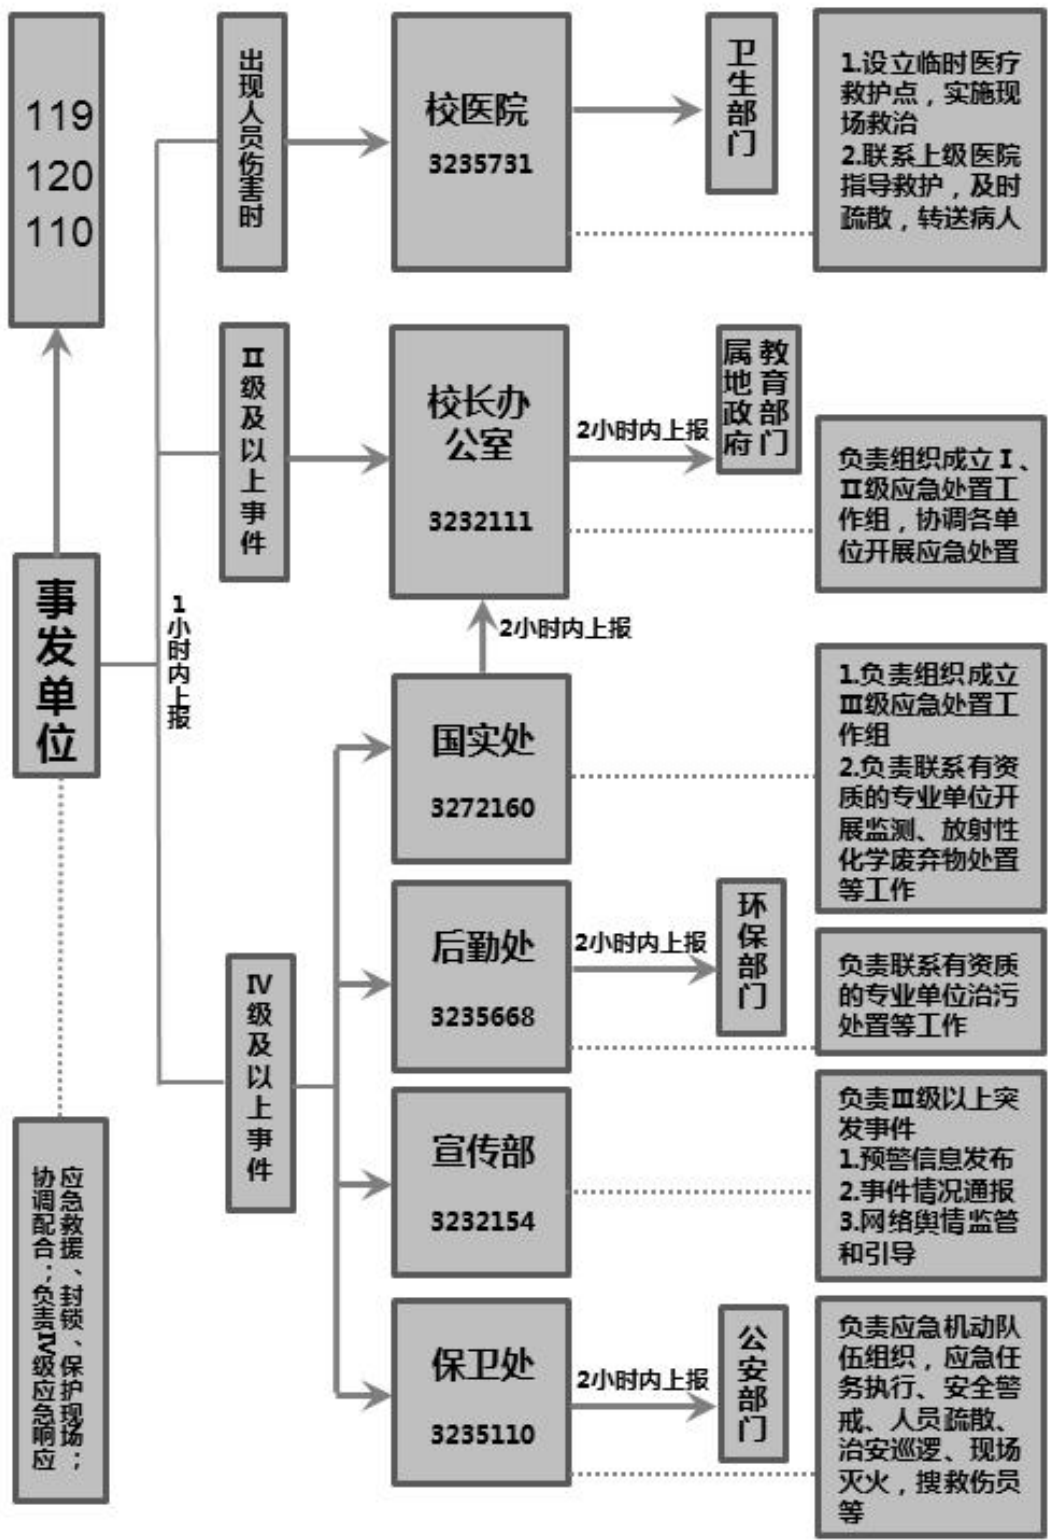 119
120
110
事发单位
1小时内上报
应急救援、封锁、保护现场；
协调配合；负责Ⅳ级应急响应
出现人员伤害时
校医院
3235731
卫生部门
1.设立临时医疗
救护点，实施现
场救治
2.联系上级医院
指导救护，及时
疏散，转送病人
Ⅱ级及以上事件
校长办
公室
3232111
2小时内上报
教育部门
属地政府
负责组织成立Ⅰ、
Ⅱ级应急处置工
作组，协调各单
位开展应急处置
2小时内上报
Ⅳ级及以上事件
国实处
3272160
1.负责组织成立
Ⅲ级应急处置工
作组
2.负责联系有资
质的专业单位开
展监测、放射性
化学废弃物处置
等工作
后勤处
3235668
2小时内上报
环保部门
负责联系有资质
的专业单位治污
处置等工作
宣传部
3232154
负责Ⅲ级以上突
发事件
1.预警信息发布
2.事件情况通报
3.网络舆情监管
和引导
保卫处
3235110
2小时内上报
公安部门
负责应急机动队
伍组织，应急任
务执行、安全警
戒、人员疏散、
治安巡逻、现场
灭火，搜救伤员
等